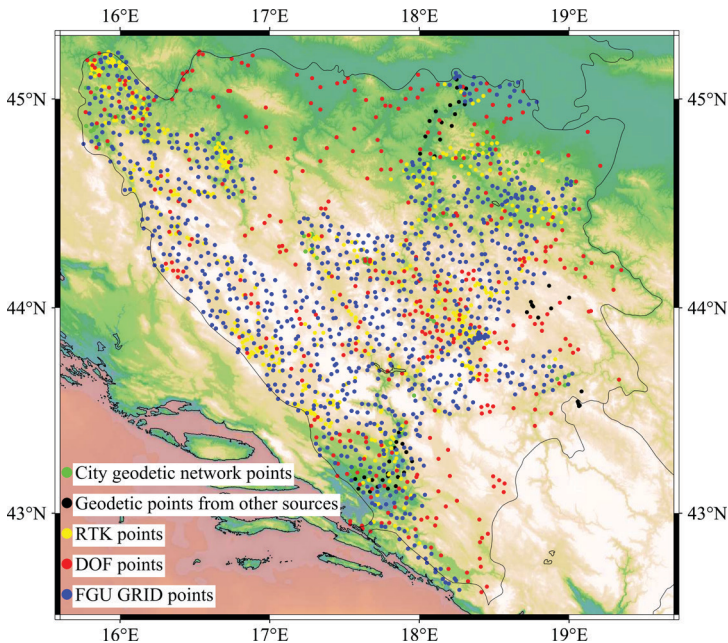 16°E 17°E 18°E 19°E
45°N 45°N
44°N 44°N
43°N 43°N
City geodetic network points
Geodetic points from other sources
RTK points
DOF points
FGU GRID points
16°E 17°E 18°E 19°E